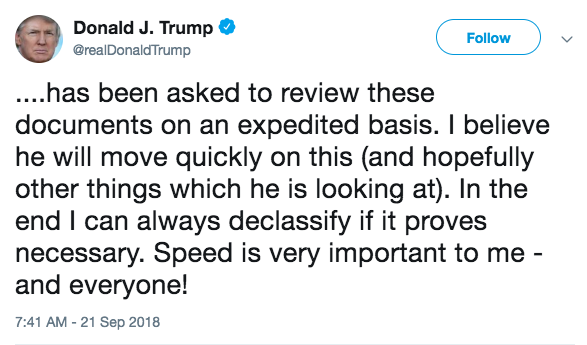 Donald J. Trump
@realDonaldTrump
Follow
....has been asked to review these
documents on an expedited basis. I believe
he will move quickly on this (and hopefully
other things which he is looking at). In the
end I can always declassify if it proves
necessary. Speed is very important to me -
and everyone!
7:41 AM - 21 Sep 2018